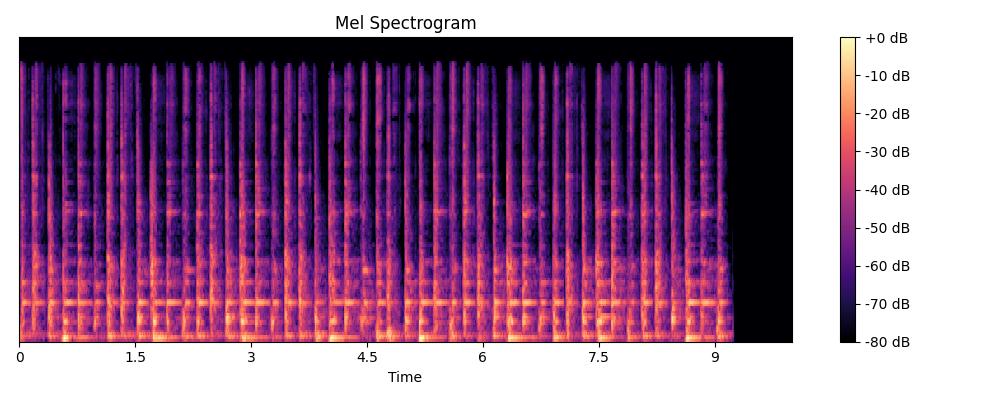 Mel Spectrogram
+0 dB
-10 dB
-20 dB
-30 dB
-40 dB
-50 dB
-60 dB
-70 dB
-80 dB
0
1.5
3
4.5
6
7.5
9
Time